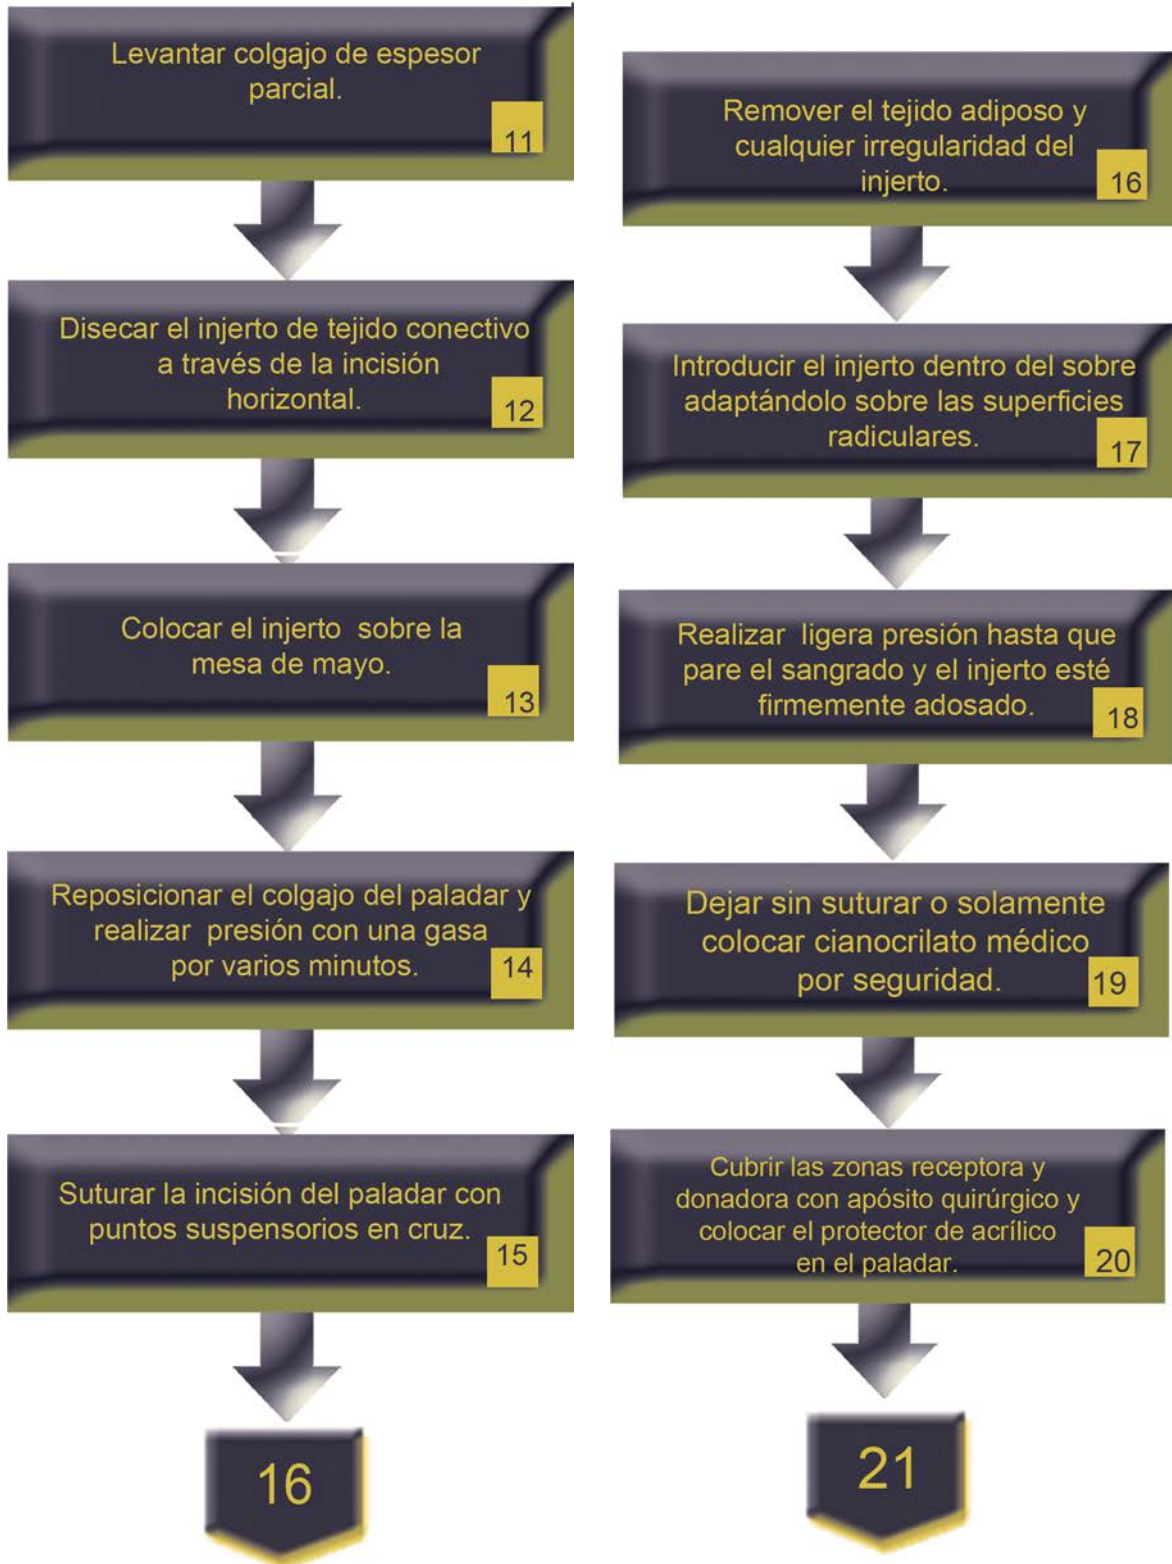 Levantar colgajo de espesor
parcial.
11
Disecar el injerto de tejido conectivo
a través de la incisión
horizontal.
12
Colocar el injerto sobre la
mesa de mayo.
13
Reposicionar el colgajo del paladar y
realizar presión con una gasa
por varios minutos.
14
Suturar la incisión del paladar con
puntos suspensorios en cruz.
15
16
Remover el tejido adiposo y
cualquier irregularidad del
injerto.
16
Introducir el injerto dentro del sobre
adaptándolo sobre las superficies
radiculares.
17
Realizar ligera presión hasta que
pare el sangrado y el injerto esté
firmemente adosado.
18
Dejar sin suturar o solamente
colocar cianocrilato médico
por seguridad.
19
Cubrir las zonas receptora y
donadora con apósito quirúrgico y
colocar el protector de acrílico
en el paladar.
20
21